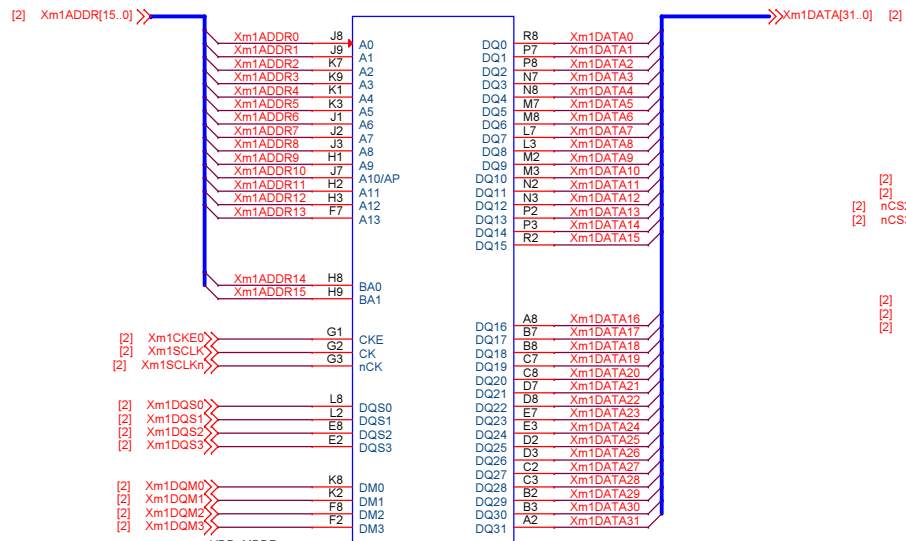 [2] Xm1ADDR[15..0] Xm1DATA[31..0] [2]
Xm1ADDR0 J8 A0 DQ0 R8 Xm1DATA0
Xm1ADDR1 J9 A1 DQ1 P7 Xm1DATA1
Xm1ADDR2 K7 A2 DQ2 P8 Xm1DATA2
Xm1ADDR3 K9 A3 DQ3 N7 Xm1DATA3
Xm1ADDR4 K1 A4 DQ4 N8 Xm1DATA4
Xm1ADDR5 K3 A5 DQ5 M7 Xm1DATA5
Xm1ADDR6 J1 A6 DQ6 M8 Xm1DATA6
Xm1ADDR7 J2 A7 DQ7 L7 Xm1DATA7
Xm1ADDR8 J3 A8 DQ8 L3 Xm1DATA8
Xm1ADDR9 H1 A9 DQ9 M2 Xm1DATA9
Xm1ADDR10 J7 A10/AP DQ10 M3 Xm1DATA10 [2]
Xm1ADDR11 H2 A11 DQ11 N2 Xm1DATA11 [2]
Xm1ADDR12 H3 A12 DQ12 N3 Xm1DATA12 [2]
Xm1ADDR13 F7 A13 DQ13 P2 Xm1DATA13 [2]
DQ14 P3 Xm1DATA14
DQ15 R2 Xm1DATA15
Xm1ADDR14 H8 BA0
Xm1ADDR15 H9 BA1 [2]
[2]
DQ16 A8 Xm1DATA16 [2]
[2] Xm1CKE0 G1 CKE DQ17 B7 Xm1DATA17
[2] Xm1SCLK G2 CK DQ18 B8 Xm1DATA18
[2] Xm1SCLKn G3 nCK DQ19 C7 Xm1DATA19
DQ20 C8 Xm1DATA20
DQ21 D7 Xm1DATA21
[2] Xm1DQS0 L8 DQS0 DQ22 D8 Xm1DATA22
[2] Xm1DQS1 L2 DQS1 DQ23 E7 Xm1DATA23
[2] Xm1DQS2 E8 DQS2 DQ24 E3 Xm1DATA24
[2] Xm1DQS3 E2 DQS3 DQ25 D2 Xm1DATA25
DQ26 D3 Xm1DATA26
DQ27 C2 Xm1DATA27
[2] Xm1DQM0 K8 DM0 DQ28 C3 Xm1DATA28
[2] Xm1DQM1 K2 DM1 DQ29 B2 Xm1DATA29
[2] Xm1DQM2 F8 DM2 DQ30 B3 Xm1DATA30
[2] Xm1DQM3 F2 DM3 DQ31 A2 Xm1DATA31